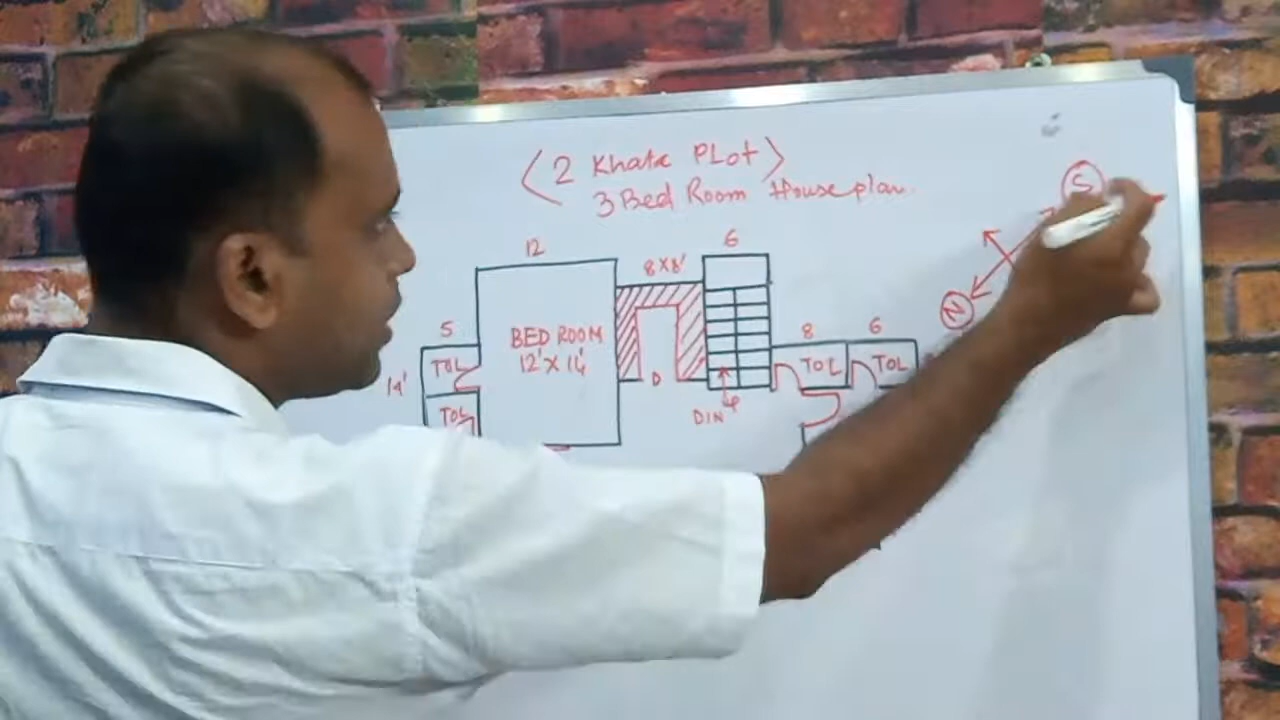 <2 Khata PLot>
3 Bed Room House plan.
12
8X8'
6
5
BED ROOM
12'X 14'
8
6
TOL
TOL
TOL
14'
D
TOL
DIN
UP
S
N